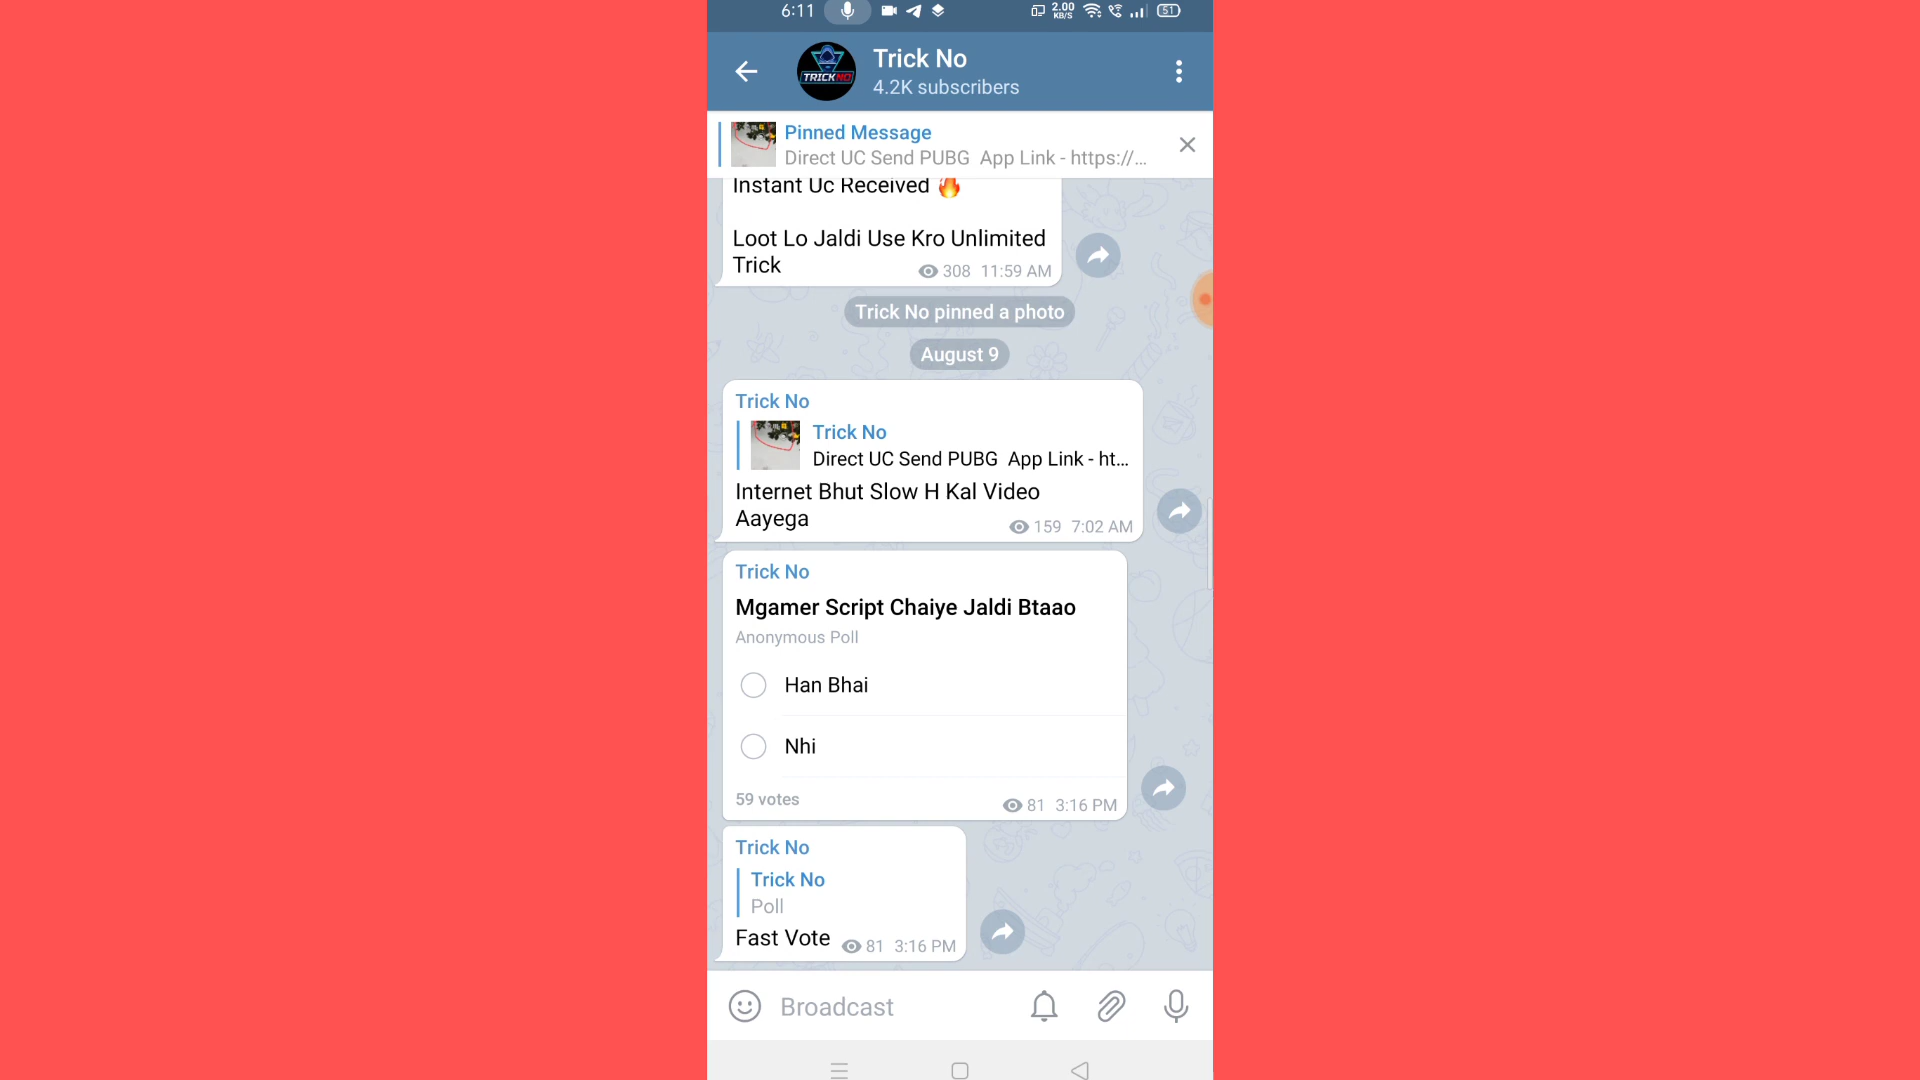 6:11
2.00
KB/S
51
TRICKNO
Trick No
4.2K subscribers
Pinned Message
Direct UC Send PUBG App Link - https://...
Instant Uc Received 🔥
Loot Lo Jaldi Use Kro Unlimited
Trick
308 11:59 AM
Trick No pinned a photo
August 9
Trick No
Trick No
Direct UC Send PUBG App Link - ht...
Internet Bhut Slow H Kal Video
Aayega
159 7:02 AM
Trick No
Mgamer Script Chaiye Jaldi Btaao
Anonymous Poll
Han Bhai
Nhi
59 votes
81 3:16 PM
Trick No
Trick No
Poll
Fast Vote
81 3:16 PM
Broadcast